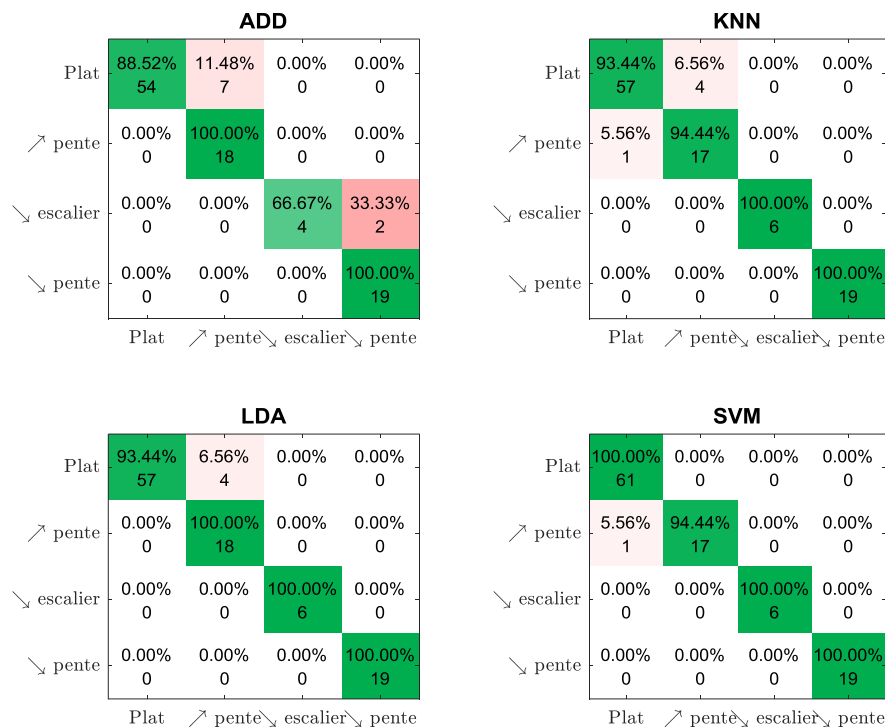 ADD
Plat 88.52% 11.48% 0.00% 0.00%
54 7 0 0
↗ pente 0.00% 100.00% 0.00% 0.00%
0 18 0 0
↘ escalier 0.00% 0.00% 66.67% 33.33%
0 0 4 2
↘ pente 0.00% 0.00% 0.00% 100.00%
0 0 0 19
Plat ↗ pente ↘ escalier ↘ pente
KNN
Plat 93.44% 6.56% 0.00% 0.00%
57 4 0 0
↗ pente 5.56% 94.44% 0.00% 0.00%
1 17 0 0
↘ escalier 0.00% 0.00% 100.00% 0.00%
0 0 6 0
↘ pente 0.00% 0.00% 0.00% 100.00%
0 0 0 19
Plat ↗ pente ↘ escalier ↘ pente
LDA
Plat 93.44% 6.56% 0.00% 0.00%
57 4 0 0
↗ pente 0.00% 100.00% 0.00% 0.00%
0 18 0 0
↘ escalier 0.00% 0.00% 100.00% 0.00%
0 0 6 0
↘ pente 0.00% 0.00% 0.00% 100.00%
0 0 0 19
Plat ↗ pente ↘ escalier ↘ pente
SVM
Plat 100.00% 0.00% 0.00% 0.00%
61 0 0 0
↗ pente 5.56% 94.44% 0.00% 0.00%
1 17 0 0
↘ escalier 0.00% 0.00% 100.00% 0.00%
0 0 6 0
↘ pente 0.00% 0.00% 0.00% 100.00%
0 0 0 19
Plat ↗ pente ↘ escalier ↘ pente